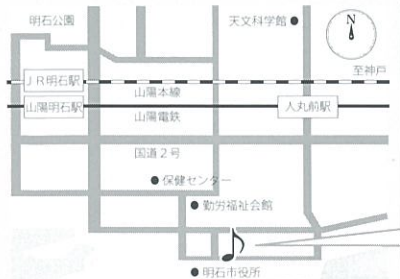 明石公園
天文科学館
N
至神戸
JR明石駅
山陽本線
山陽明石駅
山陽電鉄
人丸前駅
国道2号
保健センター
勤労福祉会館
明石市役所